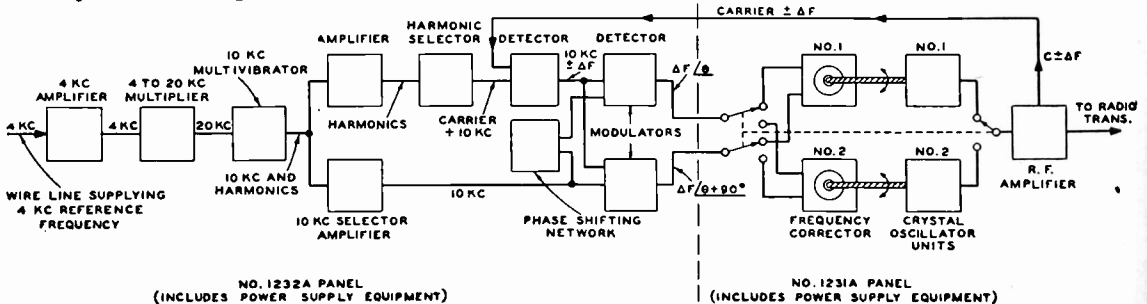 CARRIER ± ΔF
HARMONIC
SELECTOR
AMPLIFIER
DETECTOR
DETECTOR
10 KC
± ΔF
10 KC
MULTIVIBRATOR
4 KC
AMPLIFIER
4 TO 20 KC
MULTIPLIER
4 KC
4 KC
20 KC
HARMONICS
CARRIER
+ 10 KC
MODULATORS
ΔF/θ
NO.1
NO.1
C±ΔF
TO RADIO
TRANS.
WIRE LINE SUPPLYING
4 KC REFERENCE
FREQUENCY
10 KC AND
HARMONICS
10 KC SELECTOR
AMPLIFIER
10 KC
PHASE SHIFTING
NETWORK
ΔF/θ+90°
NO.2
NO.2
FREQUENCY
CORRECTOR
CRYSTAL
OSCILLATOR
UNITS
R. F.
AMPLIFIER
NO. 1232A PANEL
(INCLUDES POWER SUPPLY EQUIPMENT)
NO. 1231A PANEL
(INCLUDES POWER SUPPLY EQUIPMENT)